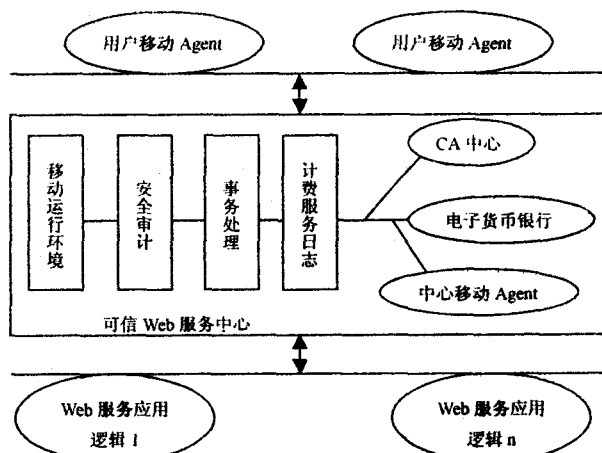 用户移动 Agent
用户移动 Agent
移动运行环境
安全审计
事务处理
计费服务日志
CA 中心
电子货币银行
中心移动 Agent
可信 Web 服务中心
Web 服务应用
逻辑 1
Web 服务应用
逻辑 n